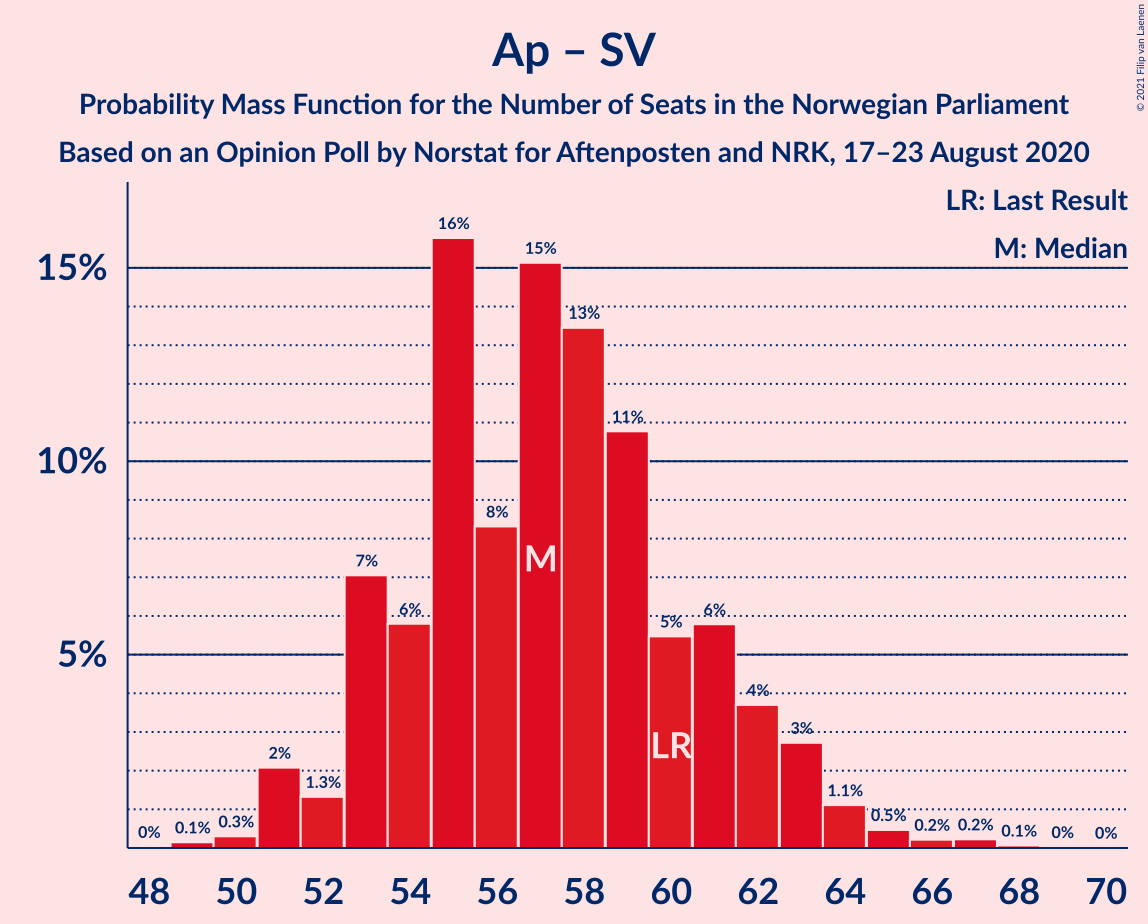 Ap – SV
Probability Mass Function for the Number of Seats in the Norwegian Parliament
Based on an Opinion Poll by Norstat for Aftenposten and NRK, 17–23 August 2020
© 2021 Filip van Laenen
LR: Last Result
M: Median
15%
10%
5%
0%
0.1%
0.3%
2%
1.3%
7%
6%
16%
8%
15%
13%
11%
5%
6%
4%
3%
1.1%
0.5%
0.2%
0.2%
0.1%
0%
0%
M
LR
48 50 52 54 56 58 60 62 64 66 68 70